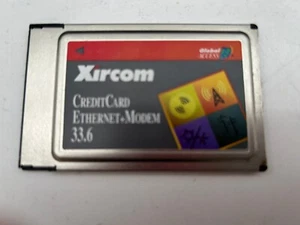 Global
ACCESS
Xircom
CREDITCARD
ETHERNET+MODEM
33.6